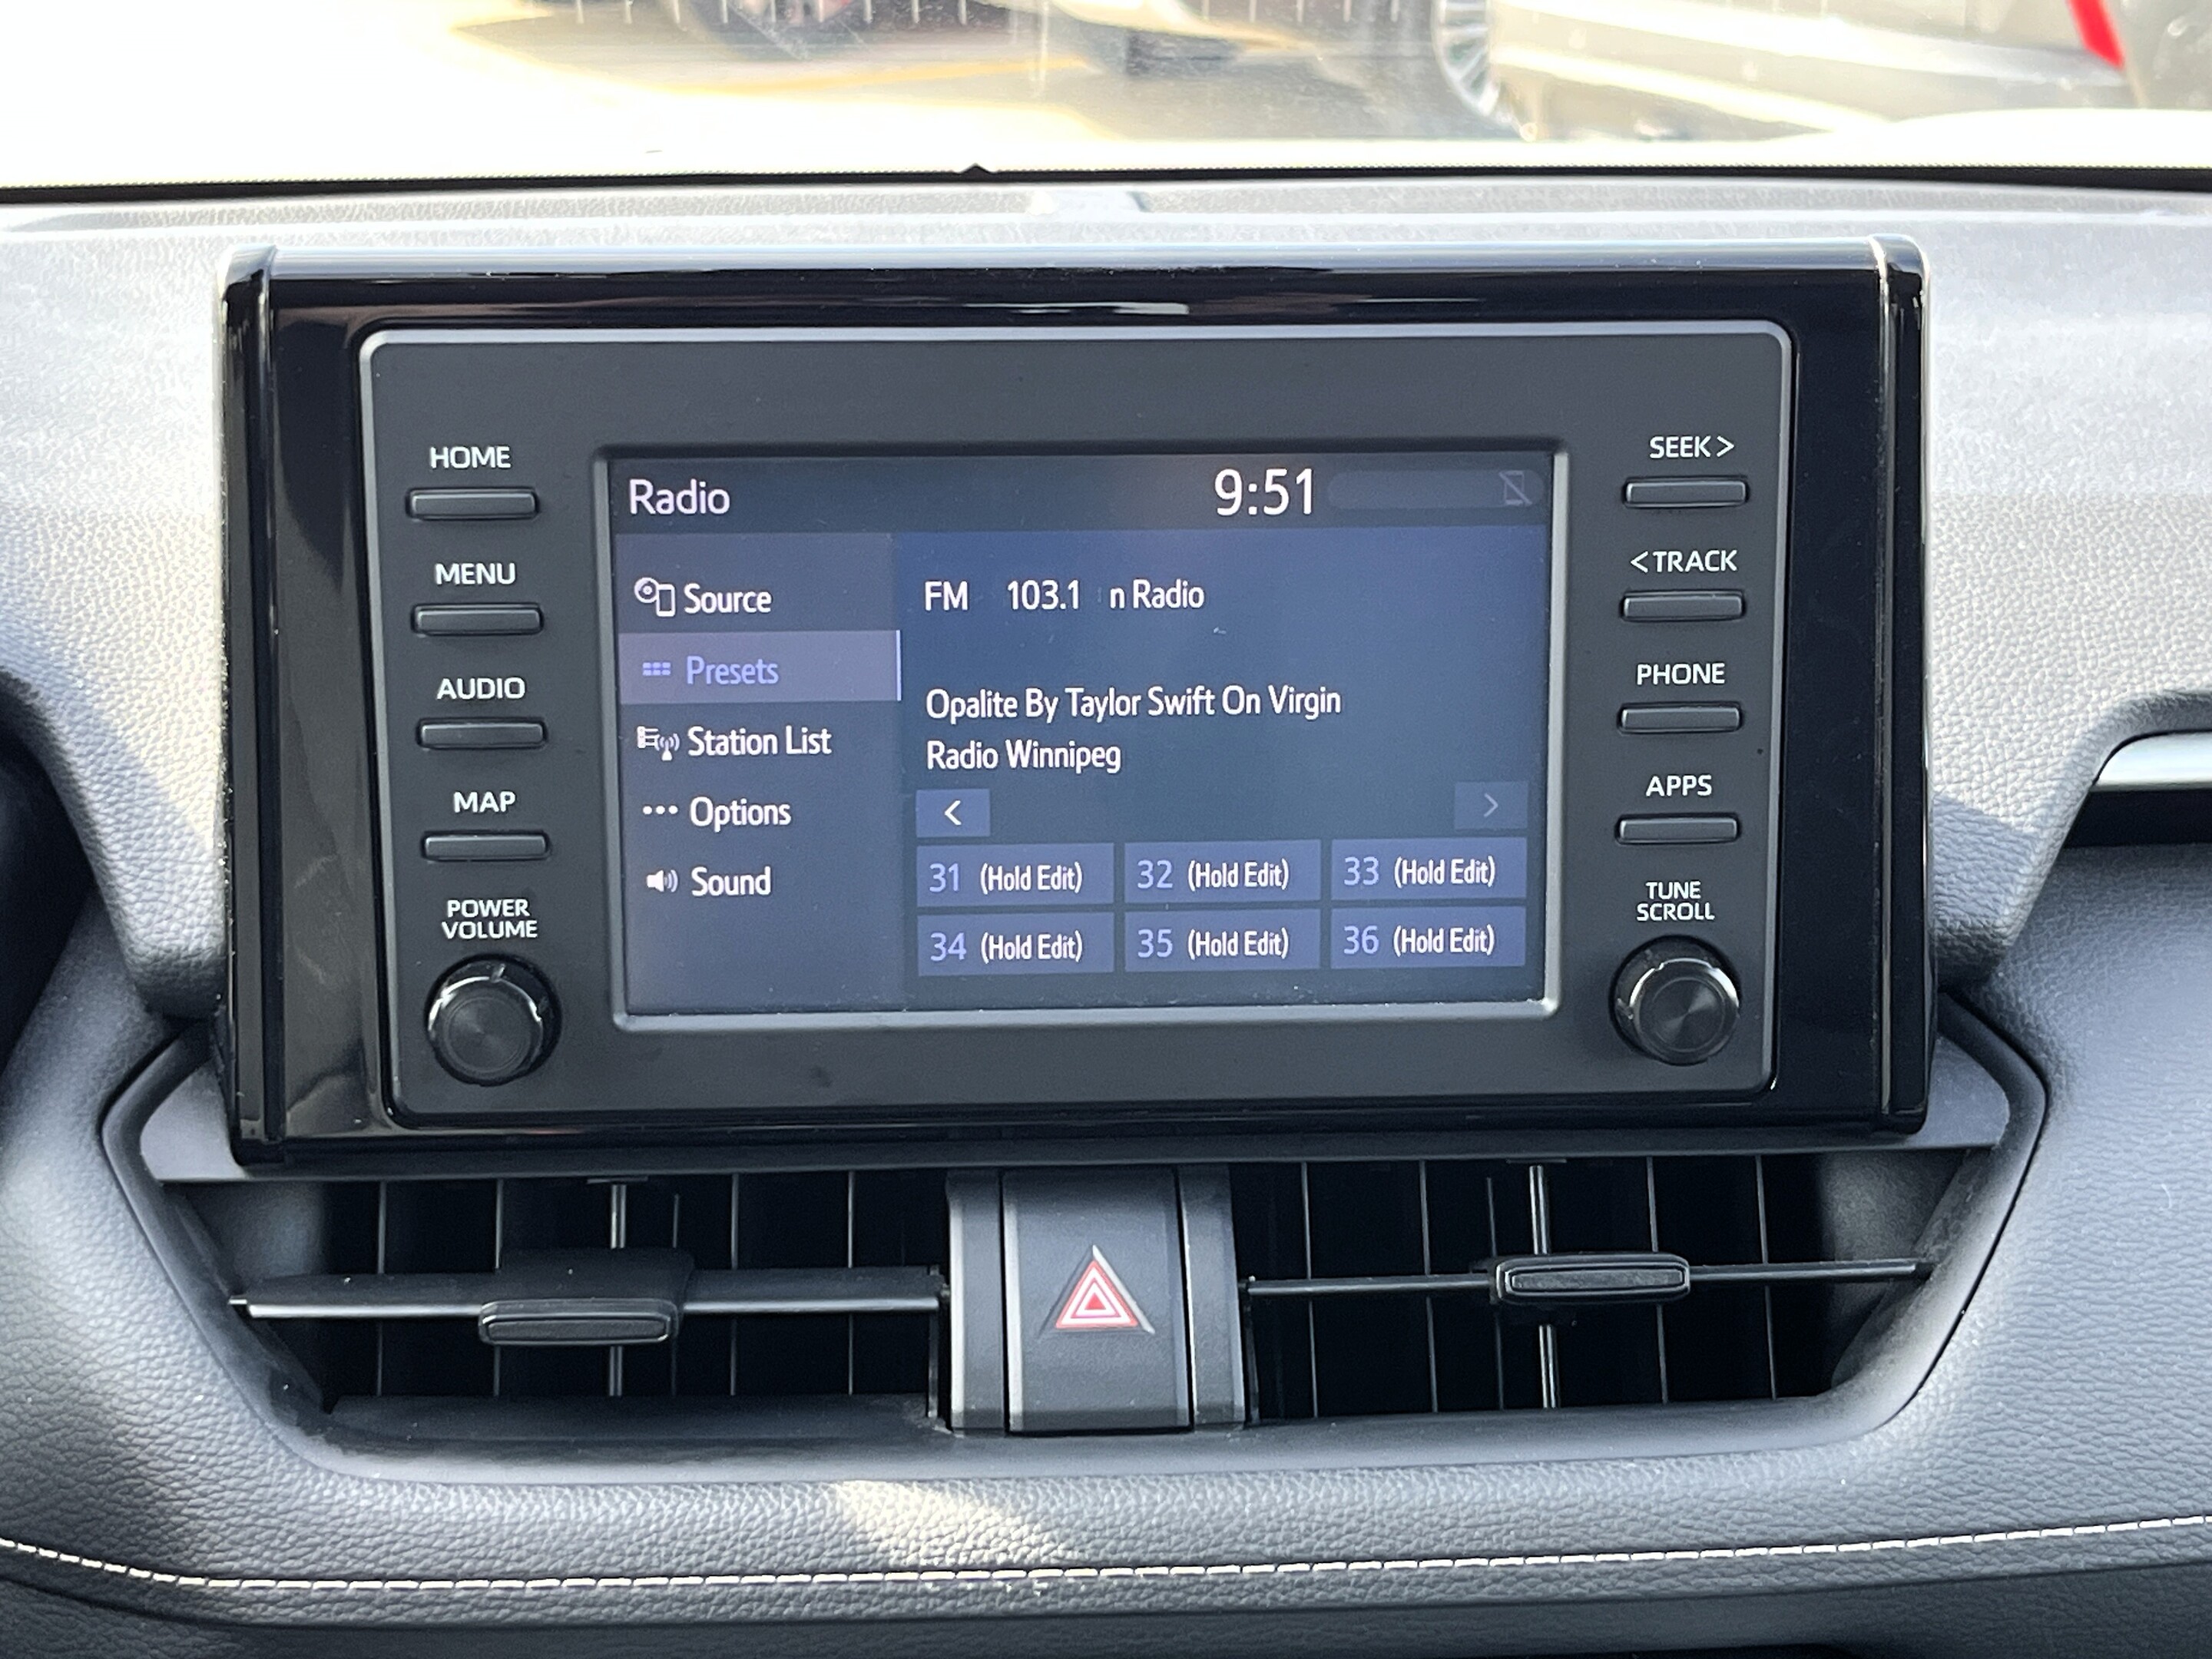 HOME
MENU
AUDIO
MAP
POWER
VOLUME
Radio
9:51
Source
Presets
Station List
Options
Sound
FM 103.1 n Radio
Opalite By Taylor Swift On Virgin
Radio Winnipeg
<
>
31 (Hold Edit) 32 (Hold Edit) 33 (Hold Edit)
34 (Hold Edit) 35 (Hold Edit) 36 (Hold Edit)
SEEK >
< TRACK
PHONE
APPS
TUNE
SCROLL